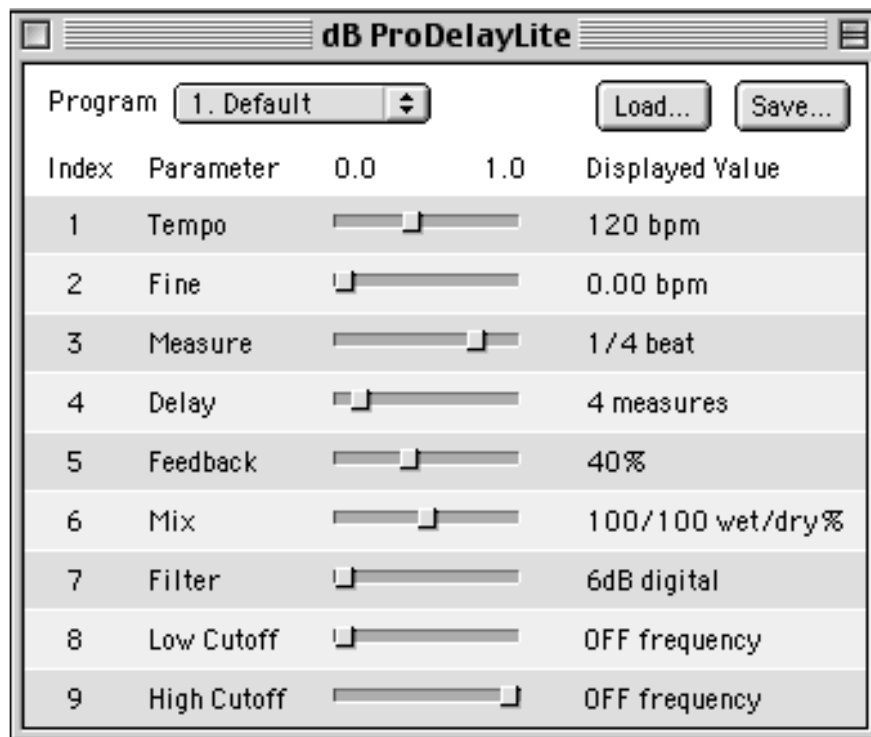 dB ProDelayLite
Program 1. Default Load... Save...
Index Parameter 0.0 1.0 Displayed Value
1 Tempo 120 bpm
2 Fine 0.00 bpm
3 Measure 1/4 beat
4 Delay 4 measures
5 Feedback 40%
6 Mix 100/100 wet/dry%
7 Filter 6dB digital
8 Low Cutoff OFF frequency
9 High Cutoff OFF frequency